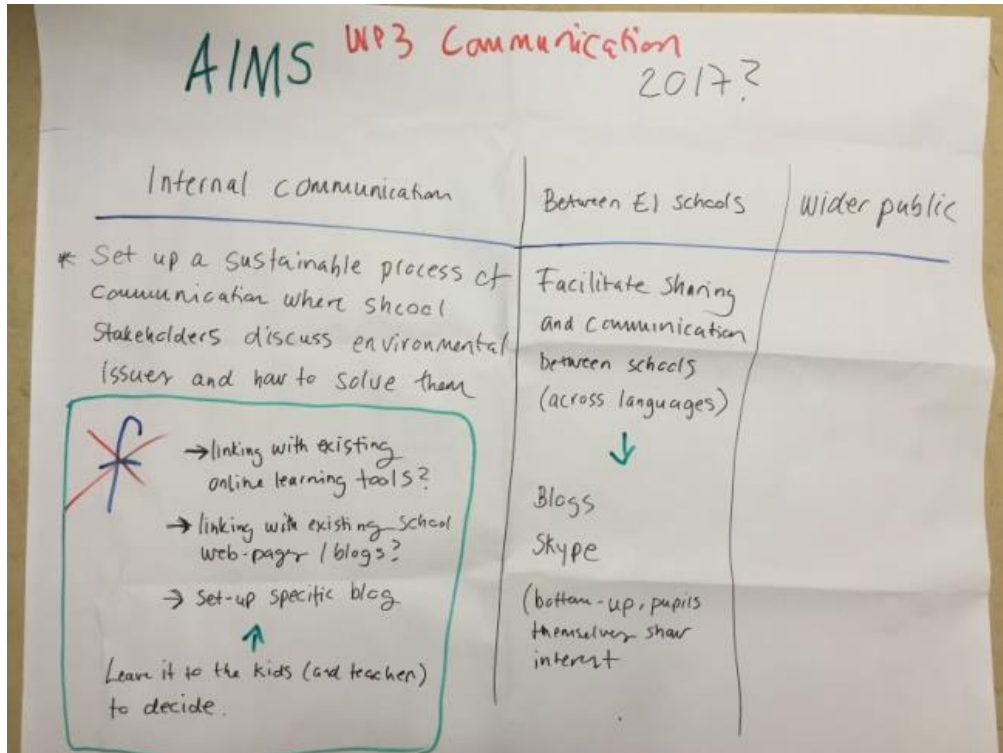 AIMS WP3 Communication
2017?
Internal communication
* Set up a sustainable process of
communication where shcool
stakeholders discuss environmental
issues and how to solve them
f
→ linking with existing
online learning tools?
→ linking with existing school
web-pages / blogs?
→ set-up specific blog
↑
Leave it to the kids (and teacher)
to decide.
Between EI schools
Facilitate sharing
and communication
between schools
(across languages)
↓
Blogs
Skype
(bottom-up, pupils
themselves show
interest
wider public